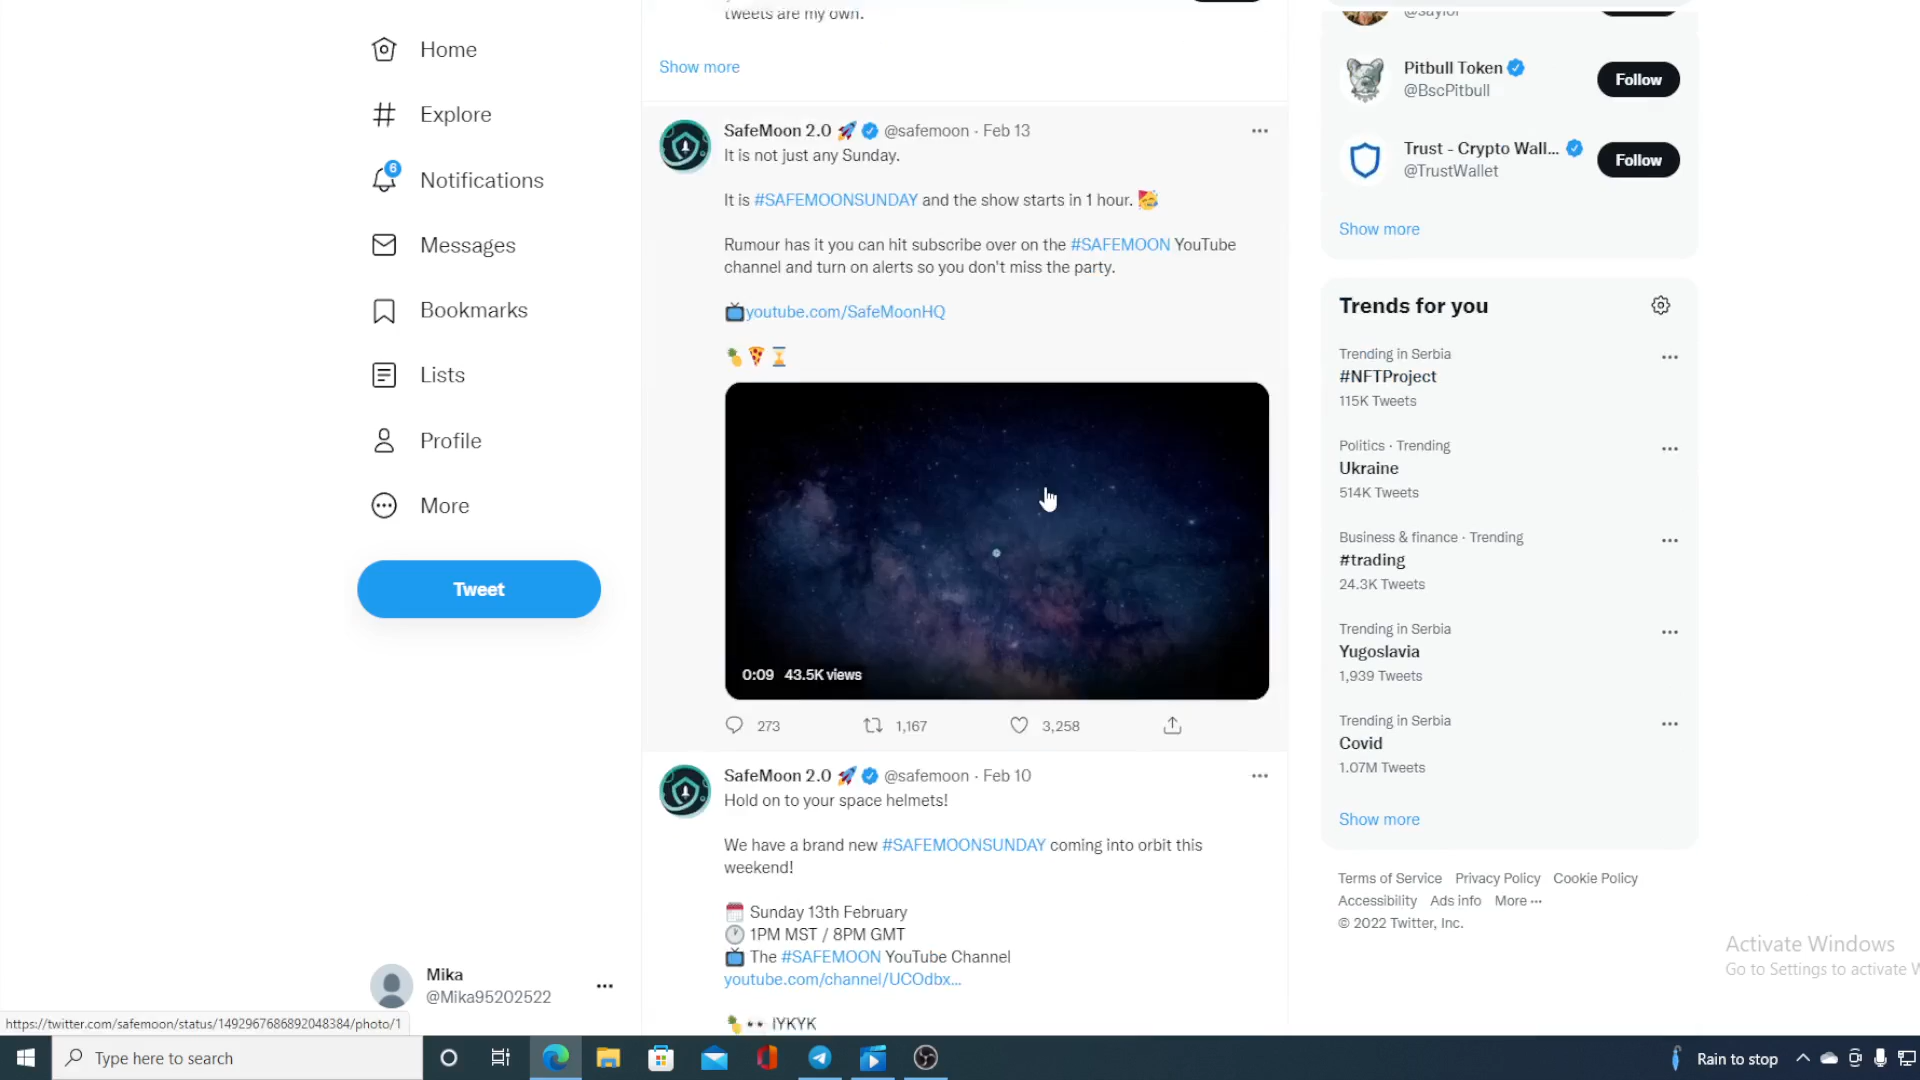 Home
Explore
6
Notifications
Messages
Bookmarks
Lists
Profile
More
Tweet
Mika
@Mika95202522
tweets are my own.
Show more
SafeMoon 2.0 🚀 @safemoon · Feb 13
It is not just any Sunday.
It is #SAFEMOONSUNDAY and the show starts in 1 hour. 🥳
Rumour has it you can hit subscribe over on the #SAFEMOON YouTube
channel and turn on alerts so you don't miss the party.
📺youtube.com/SafeMoonHQ
🍍🍕⏳
0:09 43.5K views
273 1,167 3,258
SafeMoon 2.0 🚀 @safemoon · Feb 10
Hold on to your space helmets!
We have a brand new #SAFEMOONSUNDAY coming into orbit this
weekend!
🗓 Sunday 13th February
🕐 1PM MST / 8PM GMT
📺 The #SAFEMOON YouTube Channel
youtube.com/channel/UCOdbx...
🍍👀 IYKYK
@saylor
Pitbull Token
@BscPitbull
Follow
Trust - Crypto Wall...
@TrustWallet
Follow
Show more
Trends for you
Trending in Serbia
#NFTProject
115K Tweets
Politics · Trending
Ukraine
514K Tweets
Business & finance · Trending
#trading
24.3K Tweets
Trending in Serbia
Yugoslavia
1,939 Tweets
Trending in Serbia
Covid
1.07M Tweets
Show more
Terms of Service Privacy Policy Cookie Policy
Accessibility Ads info More ···
© 2022 Twitter, Inc.
Activate Windows
Go to Settings to activate W
https://twitter.com/safemoon/status/1492967686892048384/photo/1
Type here to search
Rain to stop